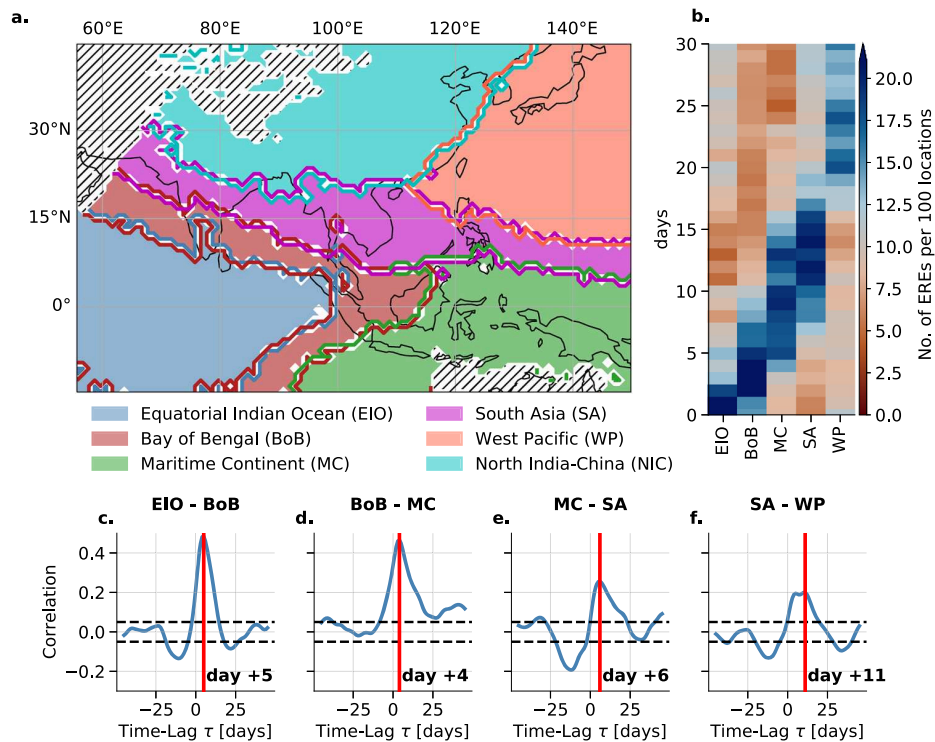 a.
60°E 80°E 100°E 120°E 140°E
30°N
15°N
0°
Equatorial Indian Ocean (EIO)
Bay of Bengal (BoB)
Maritime Continent (MC)
South Asia (SA)
West Pacific (WP)
North India-China (NIC)
b.
30
25
20
15
10
5
0
days
EIO
BoB
MC
SA
WP
20.0
17.5
15.0
12.5
10.0
7.5
5.0
2.5
0.0
No. of EREs per 100 locations
c.
EIO - BoB
0.4
0.2
0.0
−0.2
Correlation
day +5
−25 0 25
Time-Lag τ [days]
d.
BoB - MC
day +4
−25 0 25
Time-Lag τ [days]
e.
MC - SA
day +6
−25 0 25
Time-Lag τ [days]
f.
SA - WP
day +11
−25 0 25
Time-Lag τ [days]